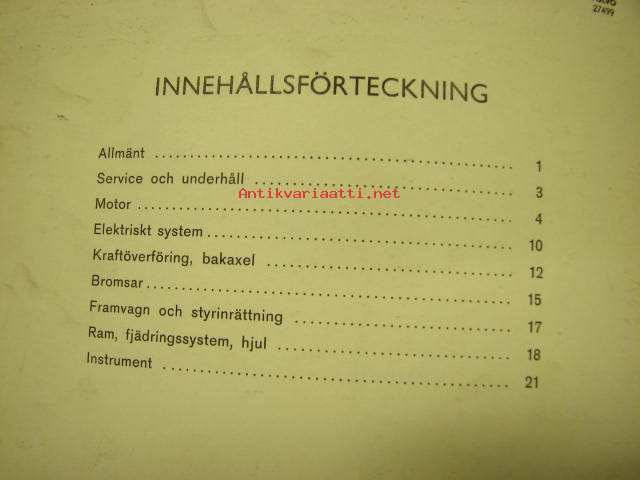 27499
INNEHÅLLSFÖRTECKNING
Allmänt ... 1
Service och underhåll ... 3
Antikvariaatti.net
Motor ... 4
Elektriskt system ... 10
Kraftöverföring, bakaxel ... 12
Bromsar ... 15
Framvagn och styrinrättning ... 17
Ram, fjädringssystem, hjul ... 18
Instrument ... 21